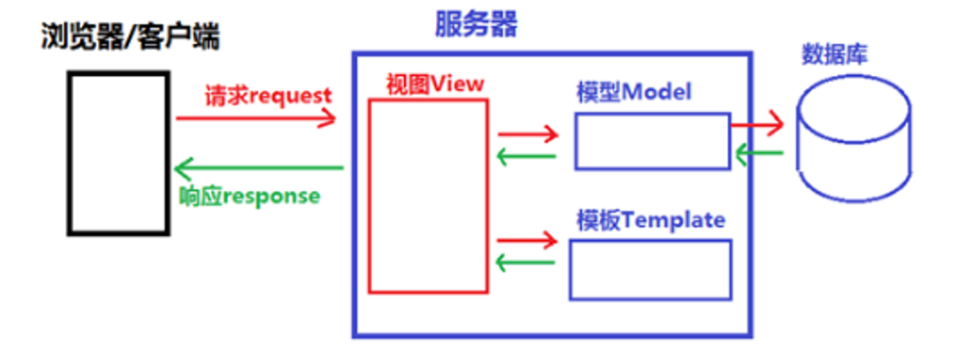 浏览器/客户端
服务器
数据库
请求request
视图View
模型Model
响应response
模板Template